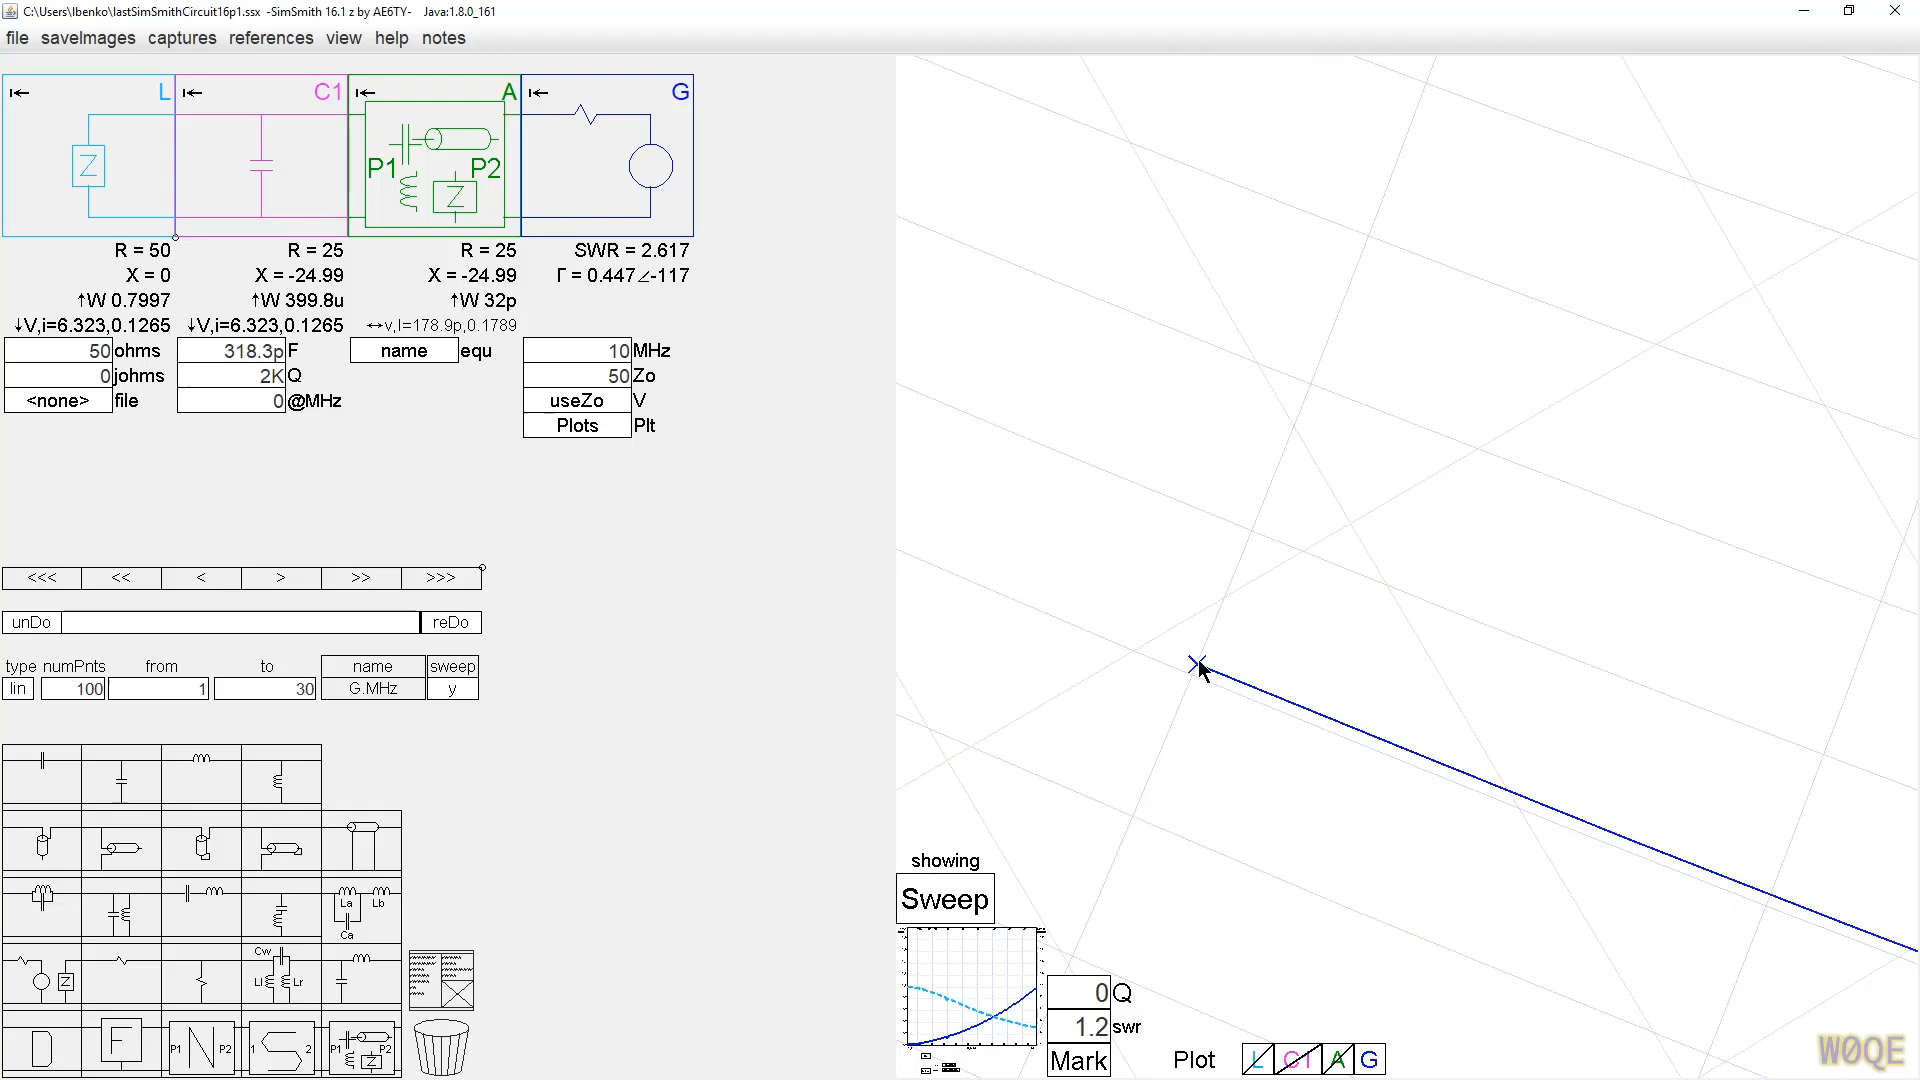 C:\Users\lbenko\lastSimSmithCircuit16p1.ssx -SimSmith 16.1 z by AE6TY- Java:1.8.0_161
file saveImages captures references help view notes
L C1 A G
Z P1 P2 Z
R = 50 R = 25 R = 25 SWR = 2.617
X = 0 X = -24.99 X = -24.99 Γ = 0.447∠-117
↑W 0.7997 ↑W 399.8u ↑W 32p
↓V,i=6.323,0.1265 ↓V,i=6.323,0.1265 ↔v,I=178.9p,0.1789
50 ohms 318.3p F name equ 10 MHz
0 johms 2K Q 50 Zo
<none> file 0 @MHz useZo V
Plots Plt
<<< << < > >> >>>
unDo reDo
type numPnts from to name sweep
lin 100 1 30 G.MHz y
La Lb
Ca
Cw
Z Ll Lr
D F P1 N P2 1 S 2 P1 P2 Z
showing
Sweep
0 Q
1.2 swr
Mark
Plot L C1 A G
W0QE